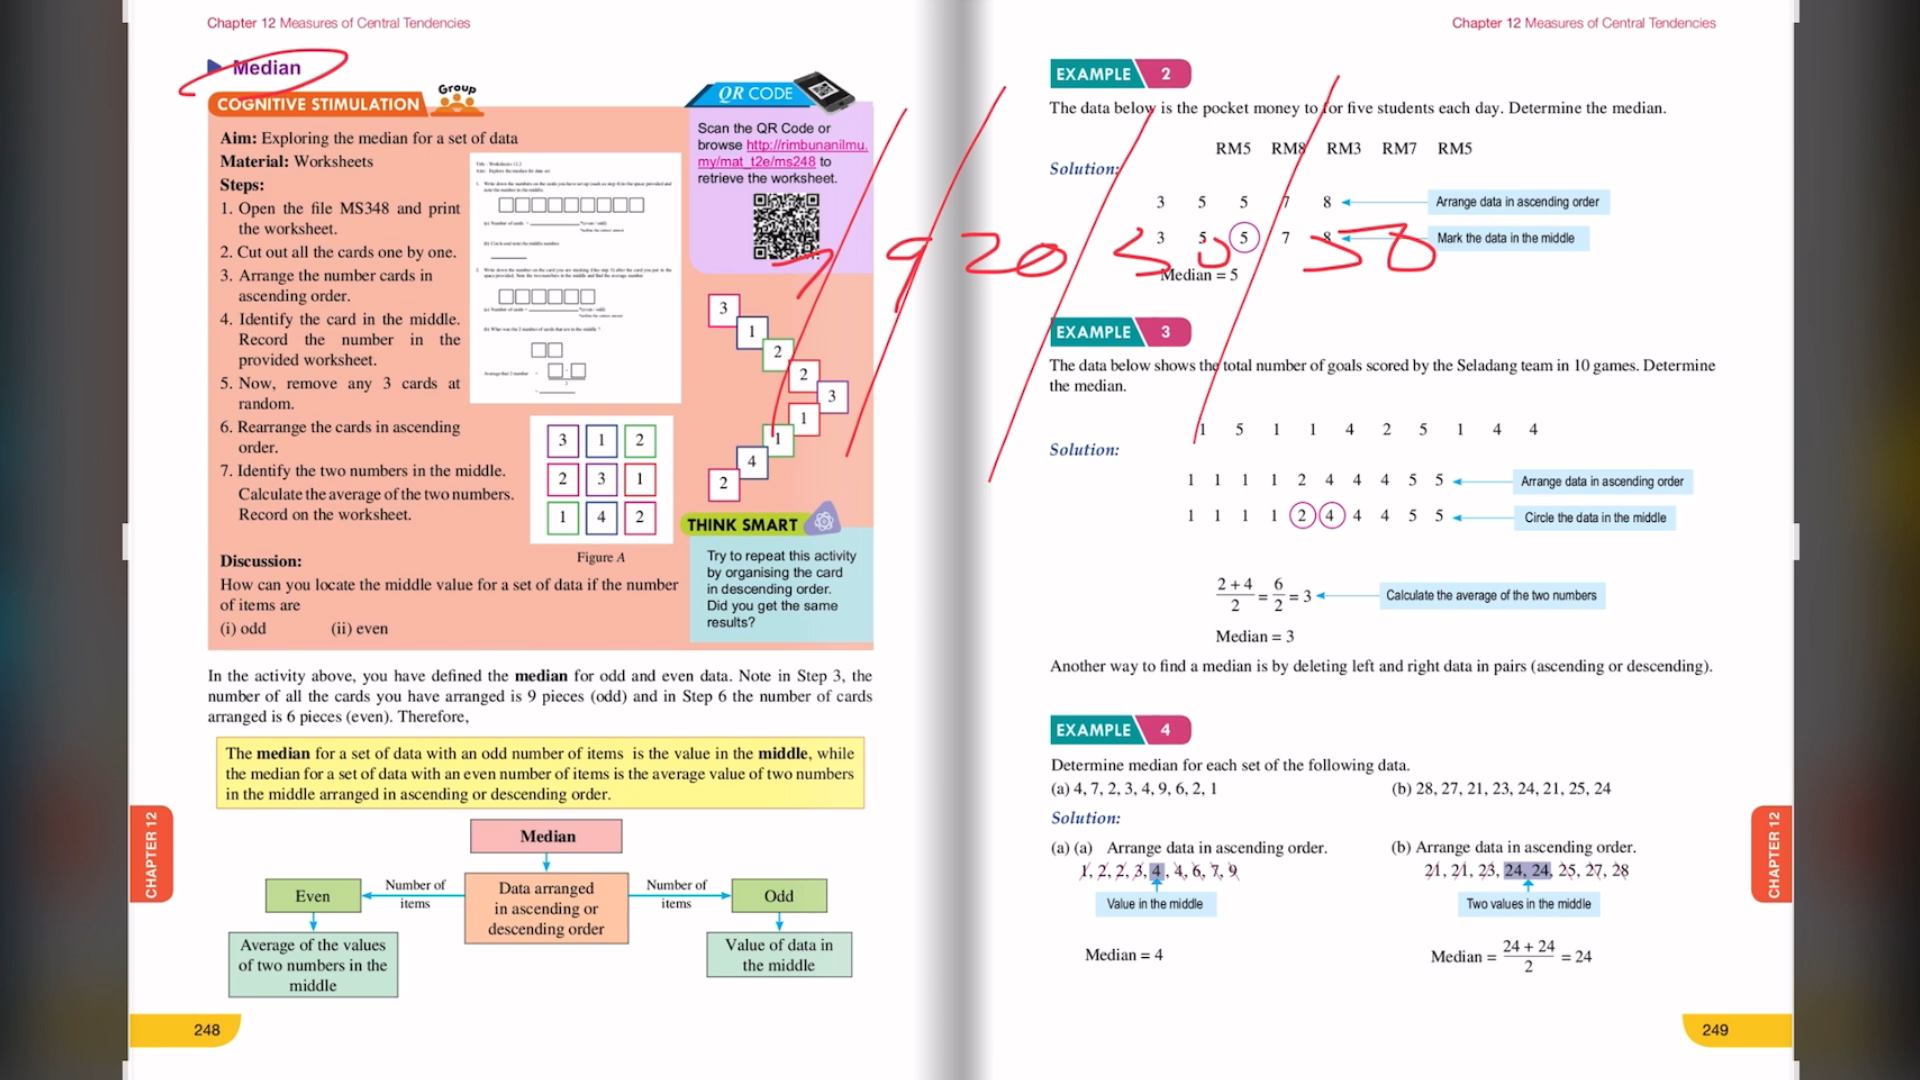 Chapter 12 Measures of Central Tendencies
Median
COGNITIVE STIMULATION
Group
Aim: Exploring the median for a set of data
Material: Worksheets
Steps:
1. Open the file MS348 and print
the worksheet.
2. Cut out all the cards one by one.
3. Arrange the number cards in
ascending order.
4. Identify the card in the middle.
Record the number in the
provided worksheet.
5. Now, remove any 3 cards at
random.
6. Rearrange the cards in ascending
order.
7. Identify the two numbers in the middle.
Calculate the average of the two numbers.
Record on the worksheet.
3 1 2
2 3 1
1 4 2
Figure A
Discussion:
How can you locate the middle value for a set of data if the number
of items are
(i) odd (ii) even
QR CODE
Scan the QR Code or
browse http://rimbunanilmu.
my/mat_t2e/ms248 to
retrieve the worksheet.
3
1
2
2
3
1
1
4
2
THINK SMART
Try to repeat this activity
by organising the card
in descending order.
Did you get the same
results?
In the activity above, you have defined the median for odd and even data. Note in Step 3, the
number of all the cards you have arranged is 9 pieces (odd) and in Step 6 the number of cards
arranged is 6 pieces (even). Therefore,
The median for a set of data with an odd number of items is the value in the middle, while
the median for a set of data with an even number of items is the average value of two numbers
in the middle arranged in ascending or descending order.
Median
Even
Number of
items
Data arranged
in ascending or
descending order
Number of
items
Odd
Average of the values
of two numbers in the
middle
Value of data in
the middle
CHAPTER 12
248
Chapter 12 Measures of Central Tendencies
EXAMPLE 2
The data below is the pocket money to for five students each day. Determine the median.
RM5 RM8 RM3 RM7 RM5
Solution:
3 5 5 7 8 Arrange data in ascending order
3 5 5 7 8 Mark the data in the middle
Median = 5
9 20 50 58
EXAMPLE 3
The data below shows the total number of goals scored by the Seladang team in 10 games. Determine
the median.
1 5 1 1 4 2 5 1 4 4
Solution:
1 1 1 1 2 4 4 4 5 5 Arrange data in ascending order
1 1 1 1 2 4 4 4 5 5 Circle the data in the middle
2 + 4
2
= 6
2
= 3 Calculate the average of the two numbers
Median = 3
Another way to find a median is by deleting left and right data in pairs (ascending or descending).
EXAMPLE 4
Determine median for each set of the following data.
(a) 4, 7, 2, 3, 4, 9, 6, 2, 1 (b) 28, 27, 21, 23, 24, 21, 25, 24
Solution:
(a) (a) Arrange data in ascending order.
1, 2, 2, 3, 4, 4, 6, 7, 9
Value in the middle
Median = 4
(b) Arrange data in ascending order.
21, 21, 23, 24, 24, 25, 27, 28
Two values in the middle
Median = 24 + 24
2
= 24
CHAPTER 12
249